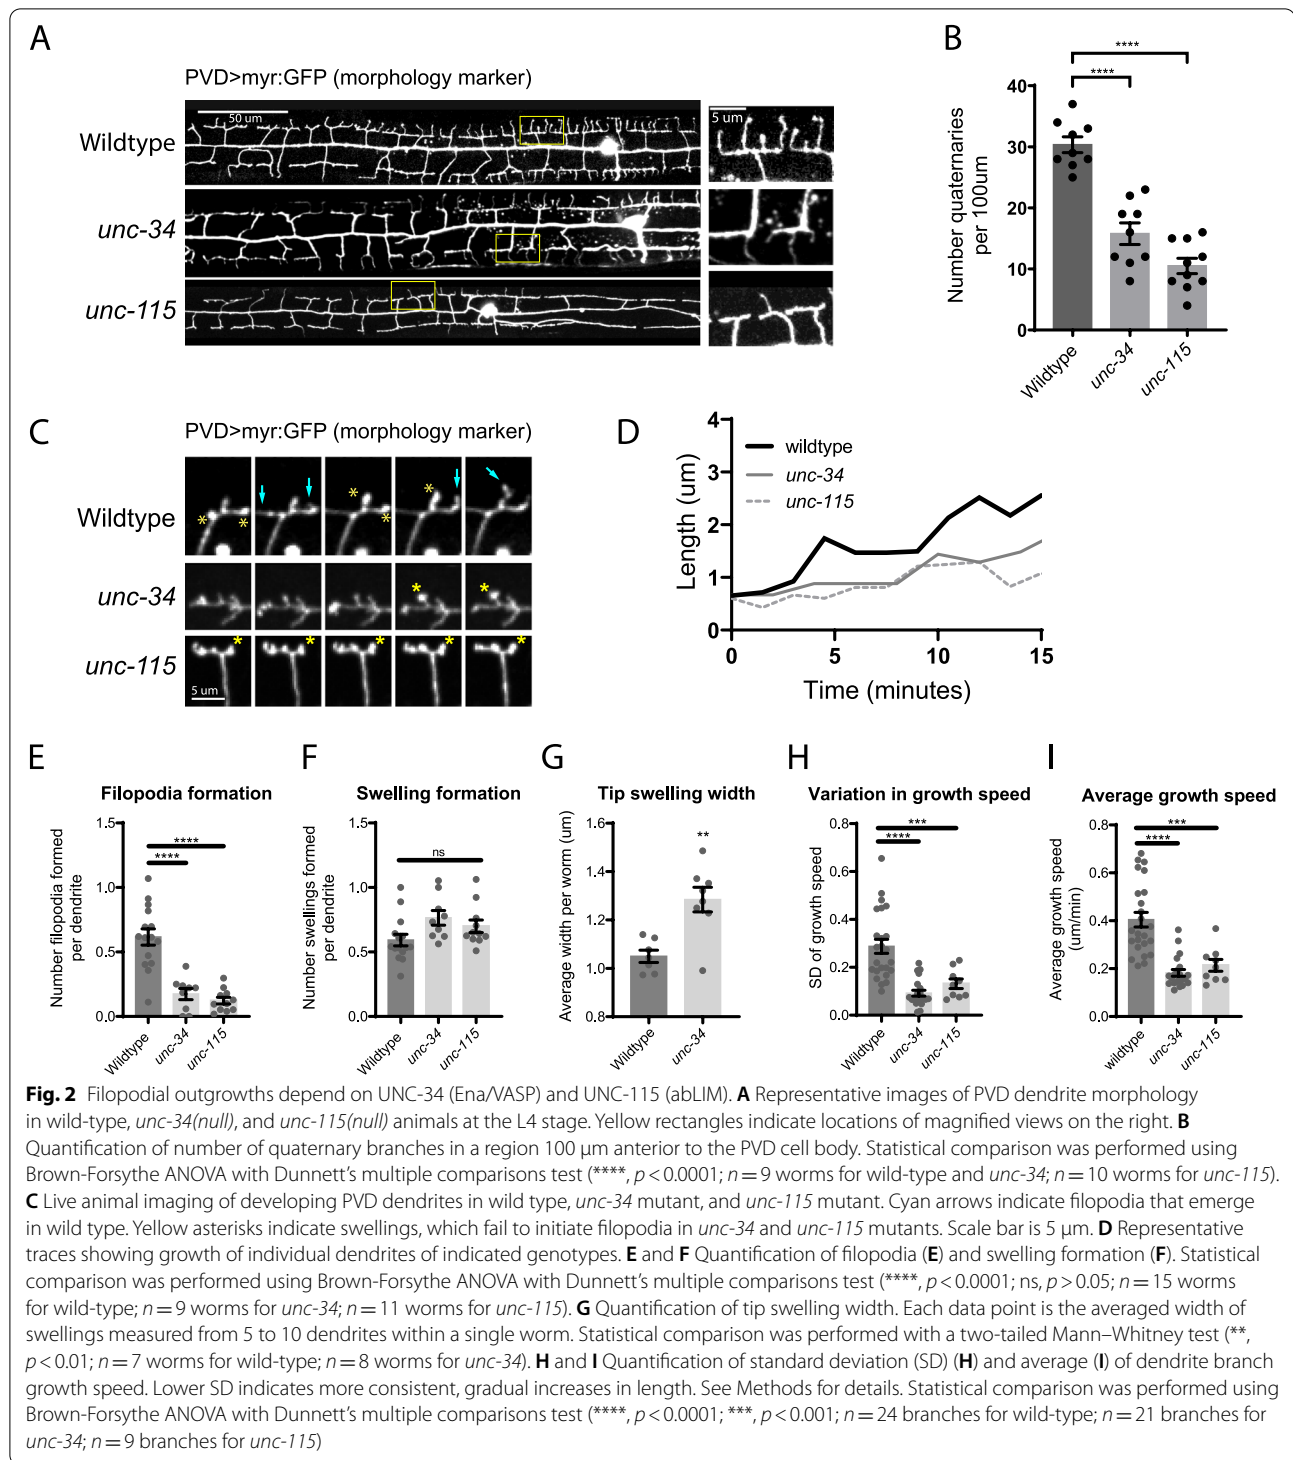 A
PVD>myr:GFP (morphology marker)
Wildtype
unc-34
unc-115
50 um
5 um
B
****
****
Number quaternaries
per 100um
40
30
20
10
0
Wildtype
unc-34
unc-115
C
PVD>myr:GFP (morphology marker)
Wildtype
unc-34
unc-115
5 um
D
Length (um)
4
3
2
1
0
wildtype
unc-34
unc-115
0
5
10
15
Time (minutes)
E
Filopodia formation
****
****
Number filopodia formed
per dendrite
1.5
1.0
0.5
0.0
Wildtype
unc-34
unc-115
F
Swelling formation
ns
Number swellings formed
per dendrite
1.5
1.0
0.5
0.0
Wildtype
unc-34
unc-115
G
Tip swelling width
**
Average width per worm (um)
1.6
1.4
1.2
1.0
0.8
Wildtype
unc-34
H
Variation in growth speed
***
****
SD of growth speed
0.8
0.6
0.4
0.2
0.0
Wildtype
unc-34
unc-115
I
Average growth speed
***
****
Average growth speed
(um/min)
0.8
0.6
0.4
0.2
0.0
wildtype
unc-34
unc-115
Fig. 2 Filopodial outgrowths depend on UNC-34 (Ena/VASP) and UNC-115 (abLIM). A Representative images of PVD dendrite morphology
in wild-type, unc-34(null), and unc-115(null) animals at the L4 stage. Yellow rectangles indicate locations of magnified views on the right. B
Quantification of number of quaternary branches in a region 100 μm anterior to the PVD cell body. Statistical comparison was performed using
Brown-Forsythe ANOVA with Dunnett's multiple comparisons test (****, p < 0.0001; n = 9 worms for wild-type and unc-34; n = 10 worms for unc-115).
C Live animal imaging of developing PVD dendrites in wild type, unc-34 mutant, and unc-115 mutant. Cyan arrows indicate filopodia that emerge
in wild type. Yellow asterisks indicate swellings, which fail to initiate filopodia in unc-34 and unc-115 mutants. Scale bar is 5 μm. D Representative
traces showing growth of individual dendrites of indicated genotypes. E and F Quantification of filopodia (E) and swelling formation (F). Statistical
comparison was performed using Brown-Forsythe ANOVA with Dunnett's multiple comparisons test (****, p < 0.0001; ns, p > 0.05; n = 15 worms
for wild-type; n = 9 worms for unc-34; n = 11 worms for unc-115). G Quantification of tip swelling width. Each data point is the averaged width of
swellings measured from 5 to 10 dendrites within a single worm. Statistical comparison was performed with a two-tailed Mann–Whitney test (**,
p < 0.01; n = 7 worms for wild-type; n = 8 worms for unc-34). H and I Quantification of standard deviation (SD) (H) and average (I) of dendrite branch
growth speed. Lower SD indicates more consistent, gradual increases in length. See Methods for details. Statistical comparison was performed using
Brown-Forsythe ANOVA with Dunnett's multiple comparisons test (****, p < 0.0001; ***, p < 0.001; n = 24 branches for wild-type; n = 21 branches for
unc-34; n = 9 branches for unc-115)